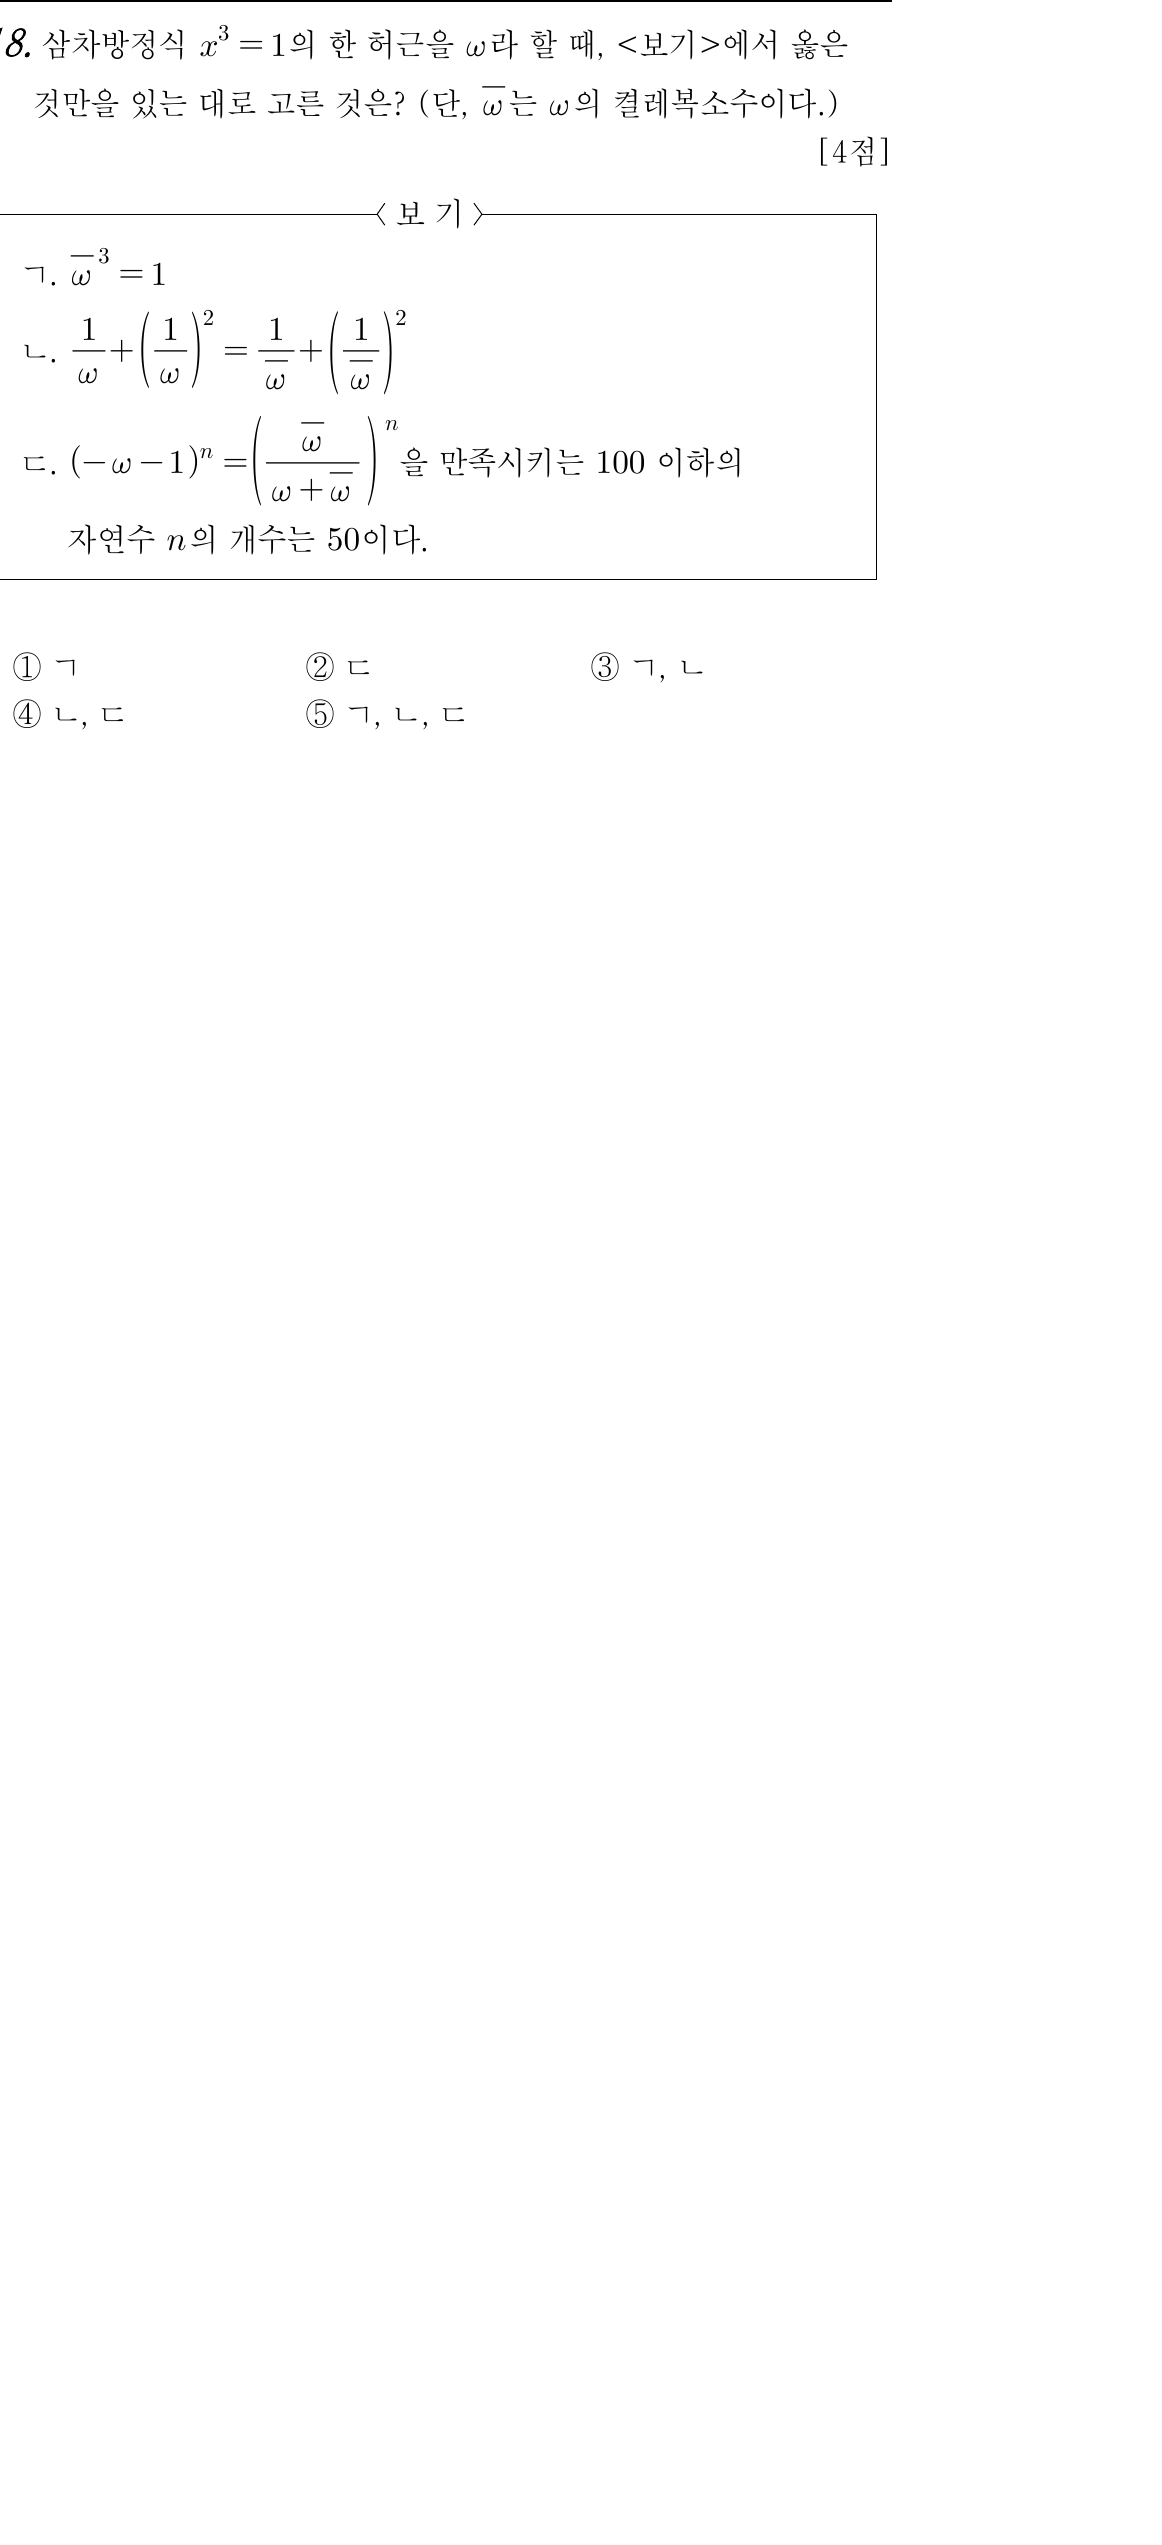 18. 삼차방정식 $x^3=1$의 한 허근을 $\omega$라 할 때, <보기>에서 옳은
것만을 있는 대로 고른 것은? (단, $\overline{\omega}$는 $\omega$의 켤레복소수이다.)
[4점]
〈보 기〉
ㄱ. $\overline{\omega}^3=1$
ㄴ. $\frac{1}{\omega}+\left(\frac{1}{\omega}\right)^2=\frac{1}{\overline{\omega}}+\left(\frac{1}{\overline{\omega}}\right)^2$
ㄷ. $(-\omega-1)^n=\left(\frac{\overline{\omega}}{\omega+\overline{\omega}}\right)^n$을 만족시키는 100 이하의
자연수 $n$의 개수는 50이다.
① ㄱ ② ㄷ ③ ㄱ, ㄴ
④ ㄴ, ㄷ ⑤ ㄱ, ㄴ, ㄷ